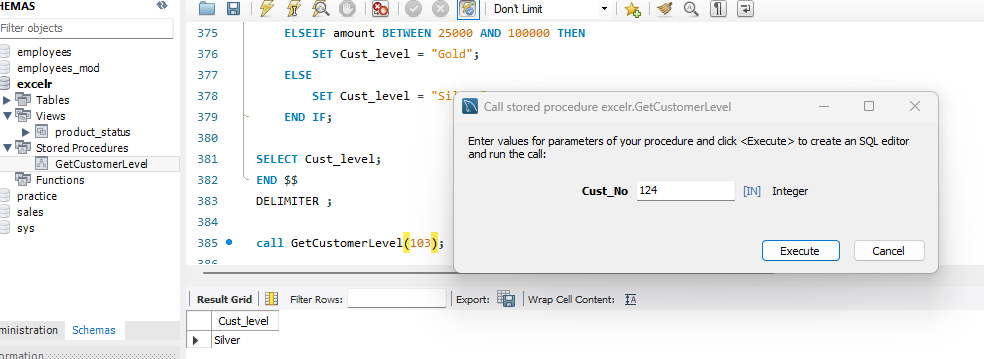 HEMAS
Filter objects
employees
employees_mod
excelr
Tables
Views
product_status
Stored Procedures
GetCustomerLevel
Functions
practice
sales
sys
ministration Schemas
formation
Don't Limit
375 ELSEIF amount BETWEEN 25000 AND 100000 THEN
376 SET Cust_level = "Gold";
377 ELSE
378 SET Cust_level = "Sil
379 END IF;
380
381 SELECT Cust_level;
382 END $$
383 DELIMITER ;
384
385 call GetCustomerLevel(103);
386
Call stored procedure excelr.GetCustomerLevel
Enter values for parameters of your procedure and click <Execute> to create an SQL editor
and run the call:
Cust_No 124 [IN] Integer
Execute Cancel
Result Grid Filter Rows: Export: Wrap Cell Content:
Cust_level
Silver